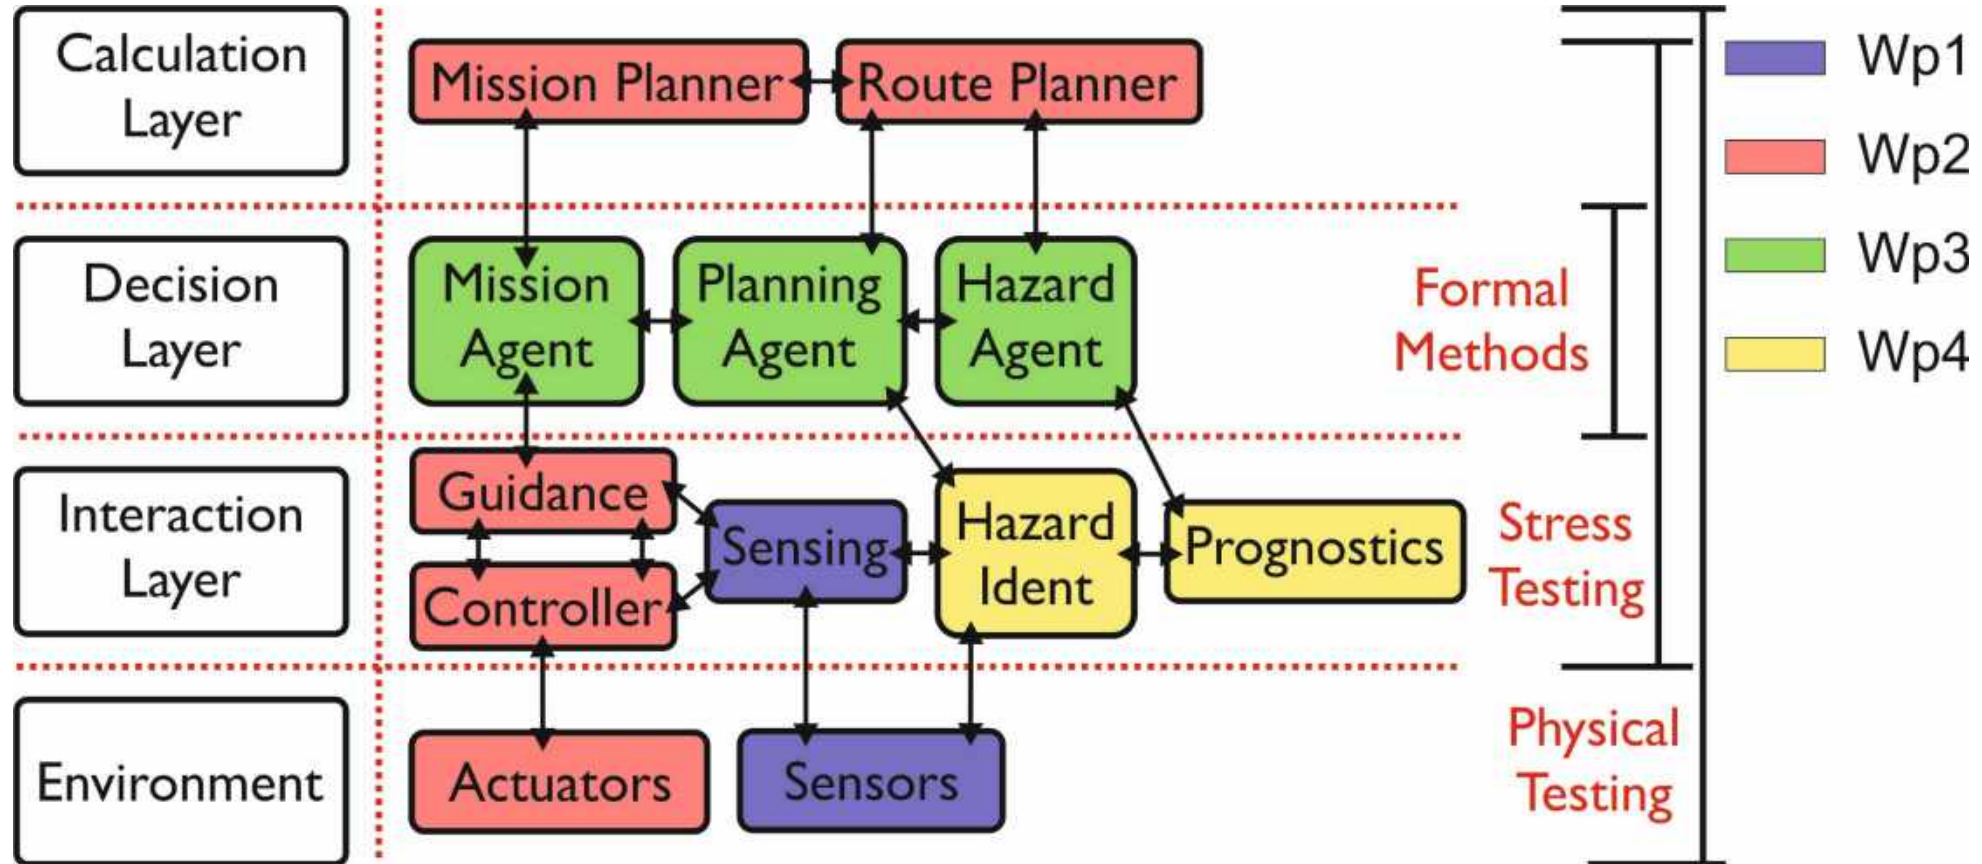 Calculation
Layer
Mission Planner
Route Planner
Decision
Layer
Mission
Agent
Planning
Agent
Hazard
Agent
Formal
Methods
Interaction
Layer
Guidance
Controller
Sensing
Hazard
Ident
Prognostics
Stress
Testing
Environment
Actuators
Sensors
Physical
Testing
Wp1
Wp2
Wp3
Wp4